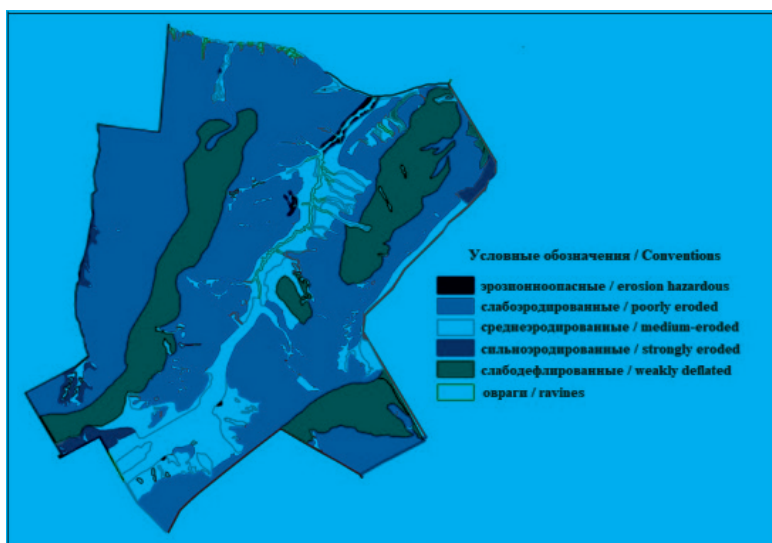 Условные обозначения / Conventions
эрозионноопасные / erosion hazardous
слабоэродированные / poorly eroded
среднеэродированные / medium-eroded
сильноэродированные / strongly eroded
слабодефлированные / weakly deflated
овраги / ravines